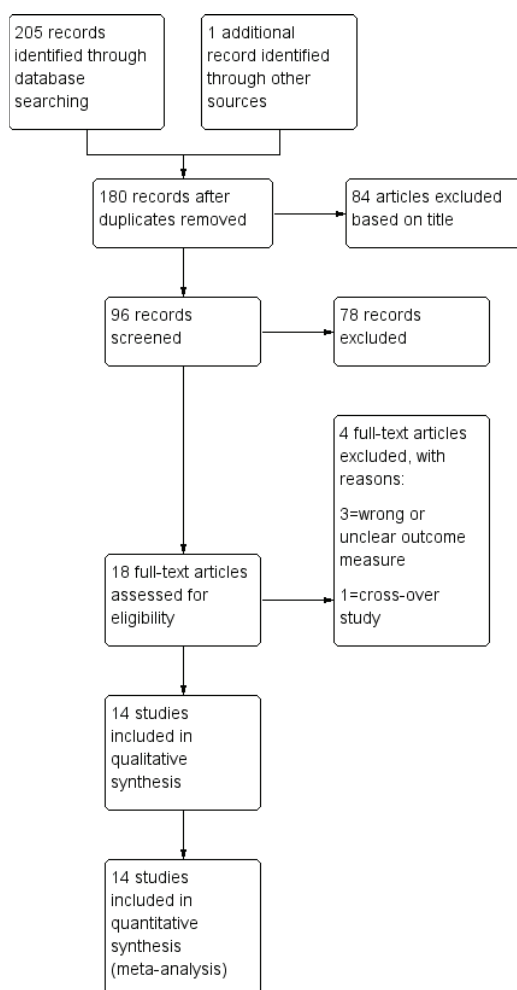 205 records
identified through
database
searching
1 additional
record identified
through other
sources
180 records after
duplicates removed
84 articles excluded
based on title
96 records
screened
78 records
excluded
4 full-text articles
excluded, with
reasons:
3=wrong or
unclear outcome
measure
1=cross-over
study
18 full-text articles
assessed for
eligibility
14 studies
included in
qualitative
synthesis
14 studies
included in
quantitative
synthesis
(meta-analysis)